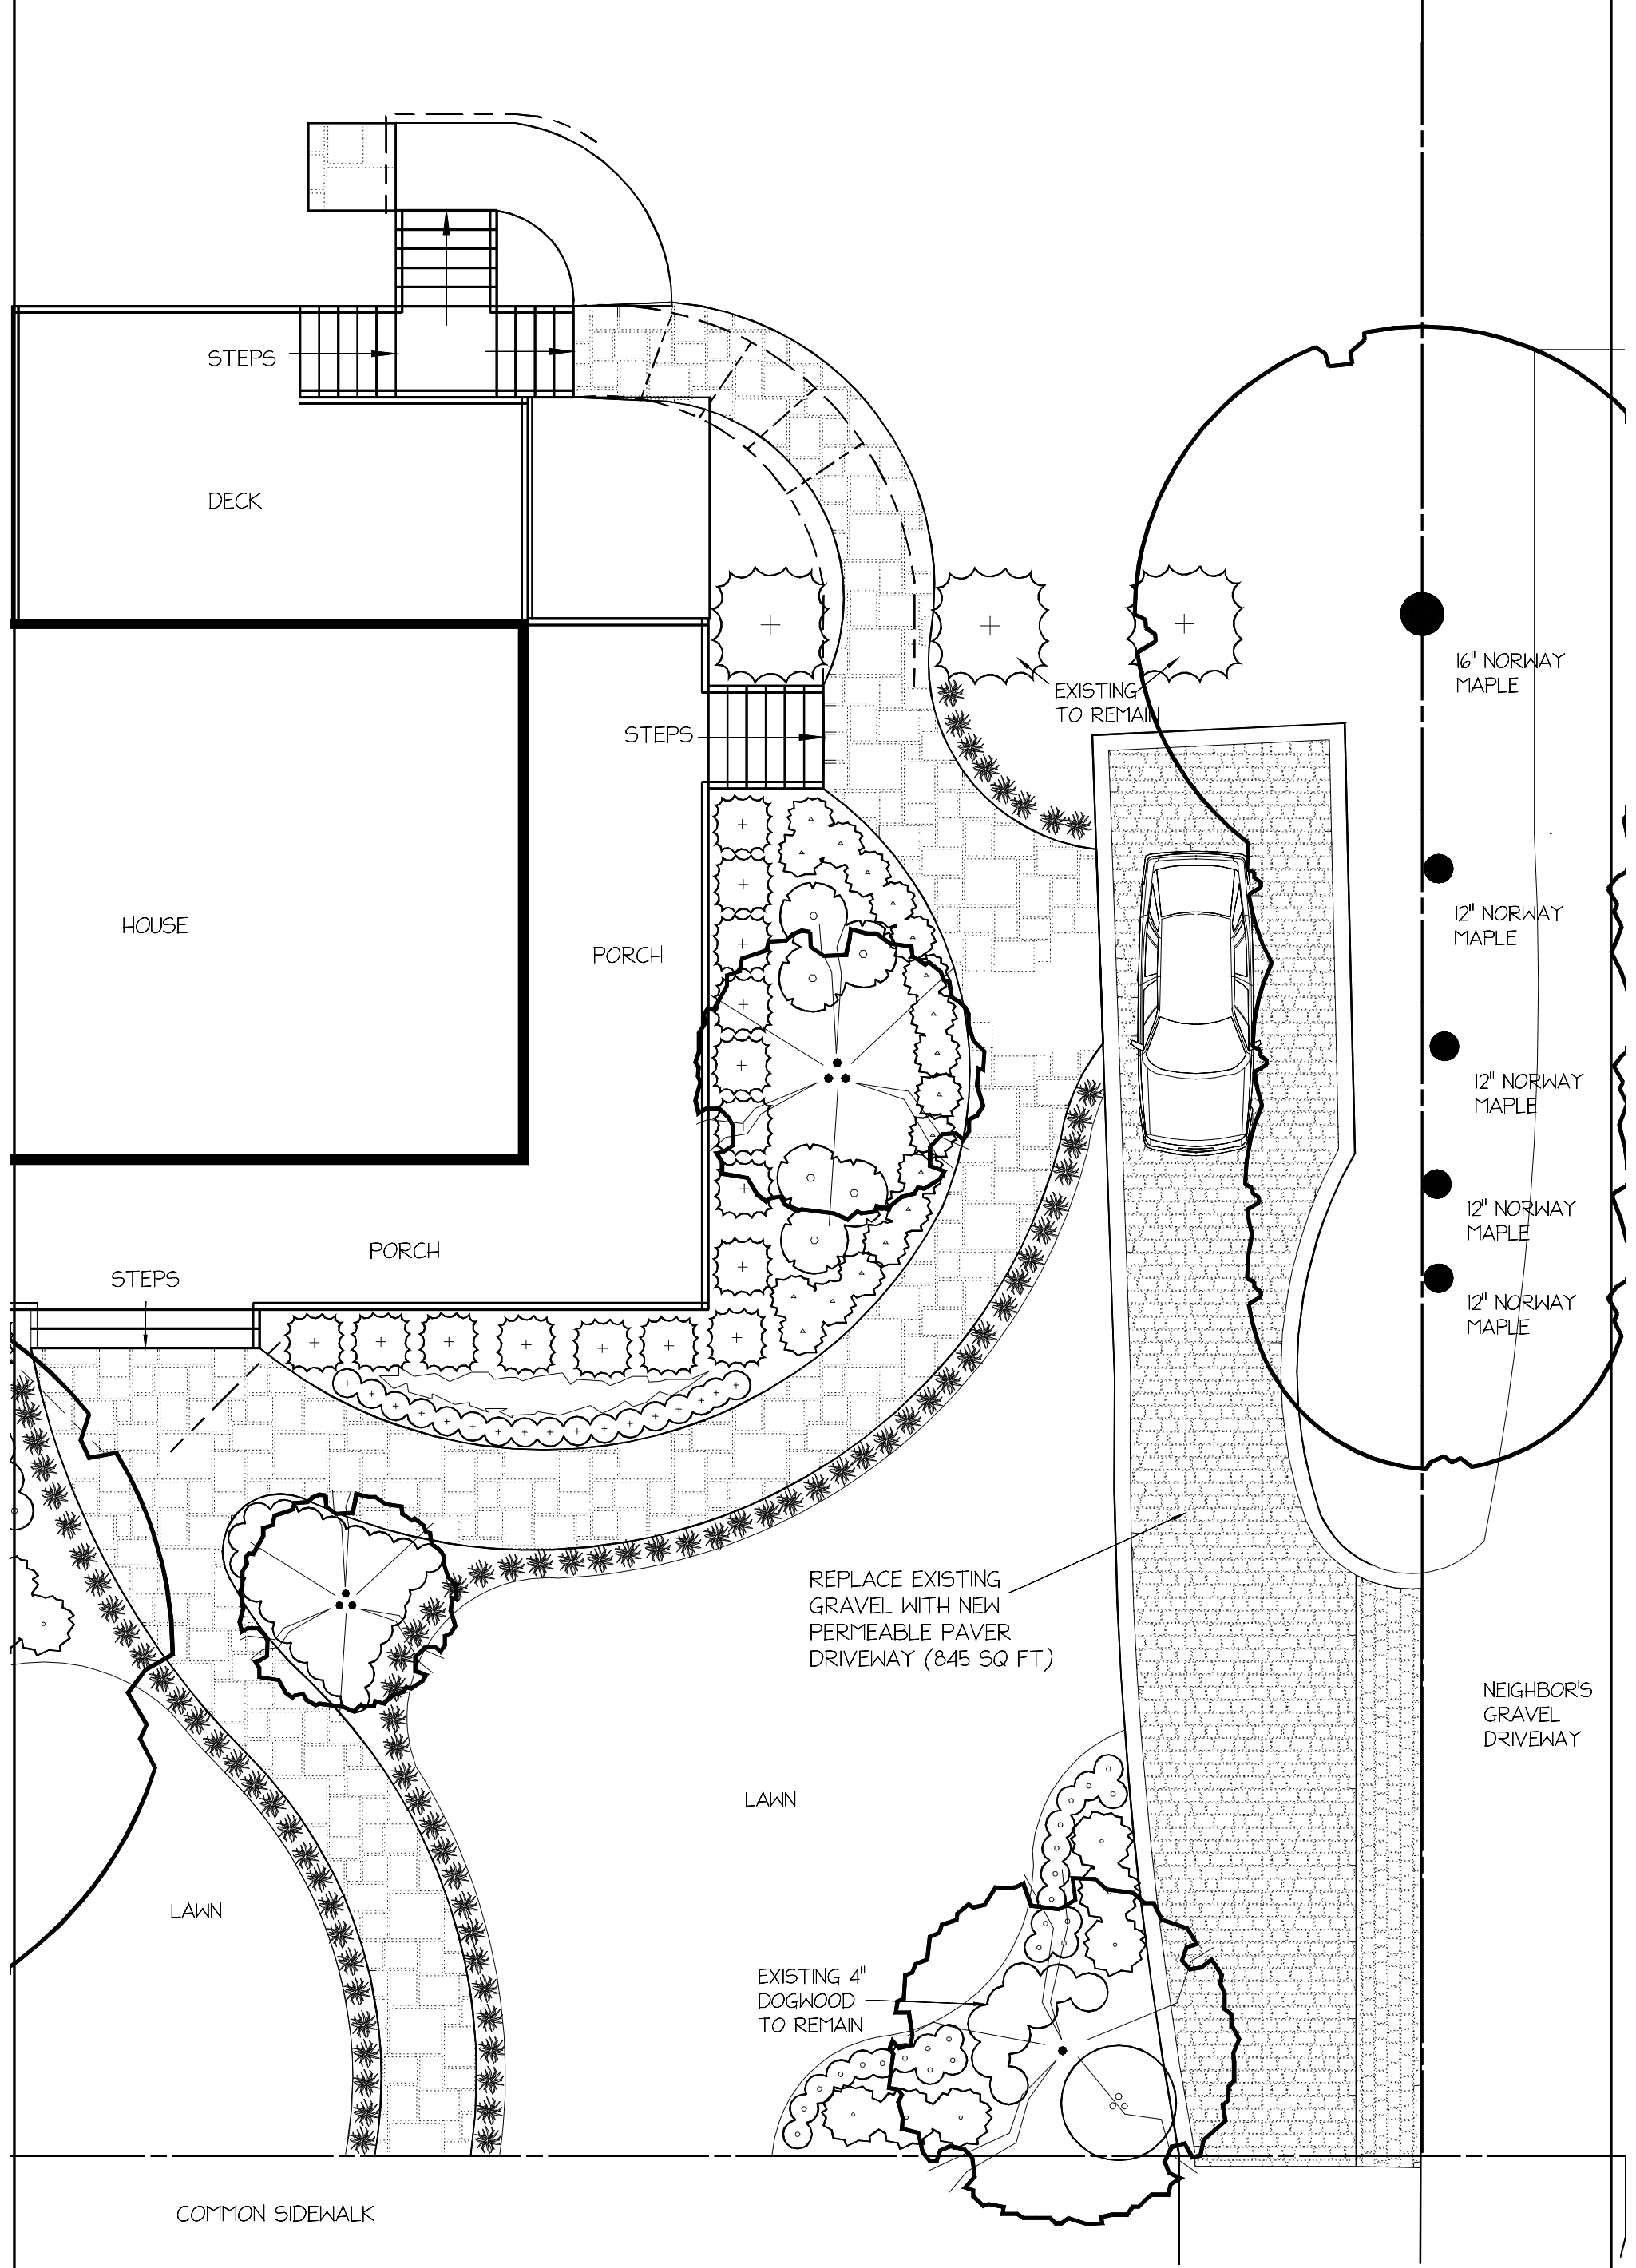 STEPS
DECK
16" NORWAY
MAPLE
EXISTING
TO REMAIN
STEPS
12" NORWAY
MAPLE
HOUSE
PORCH
12" NORWAY
MAPLE
12" NORWAY
MAPLE
PORCH
STEPS
12" NORWAY
MAPLE
REPLACE EXISTING
GRAVEL WITH NEW
PERMEABLE PAVER
DRIVEWAY (845 SQ FT)
NEIGHBOR'S
GRAVEL
DRIVEWAY
LAWN
LAWN
EXISTING 4"
DOGWOOD
TO REMAIN
COMMON SIDEWALK